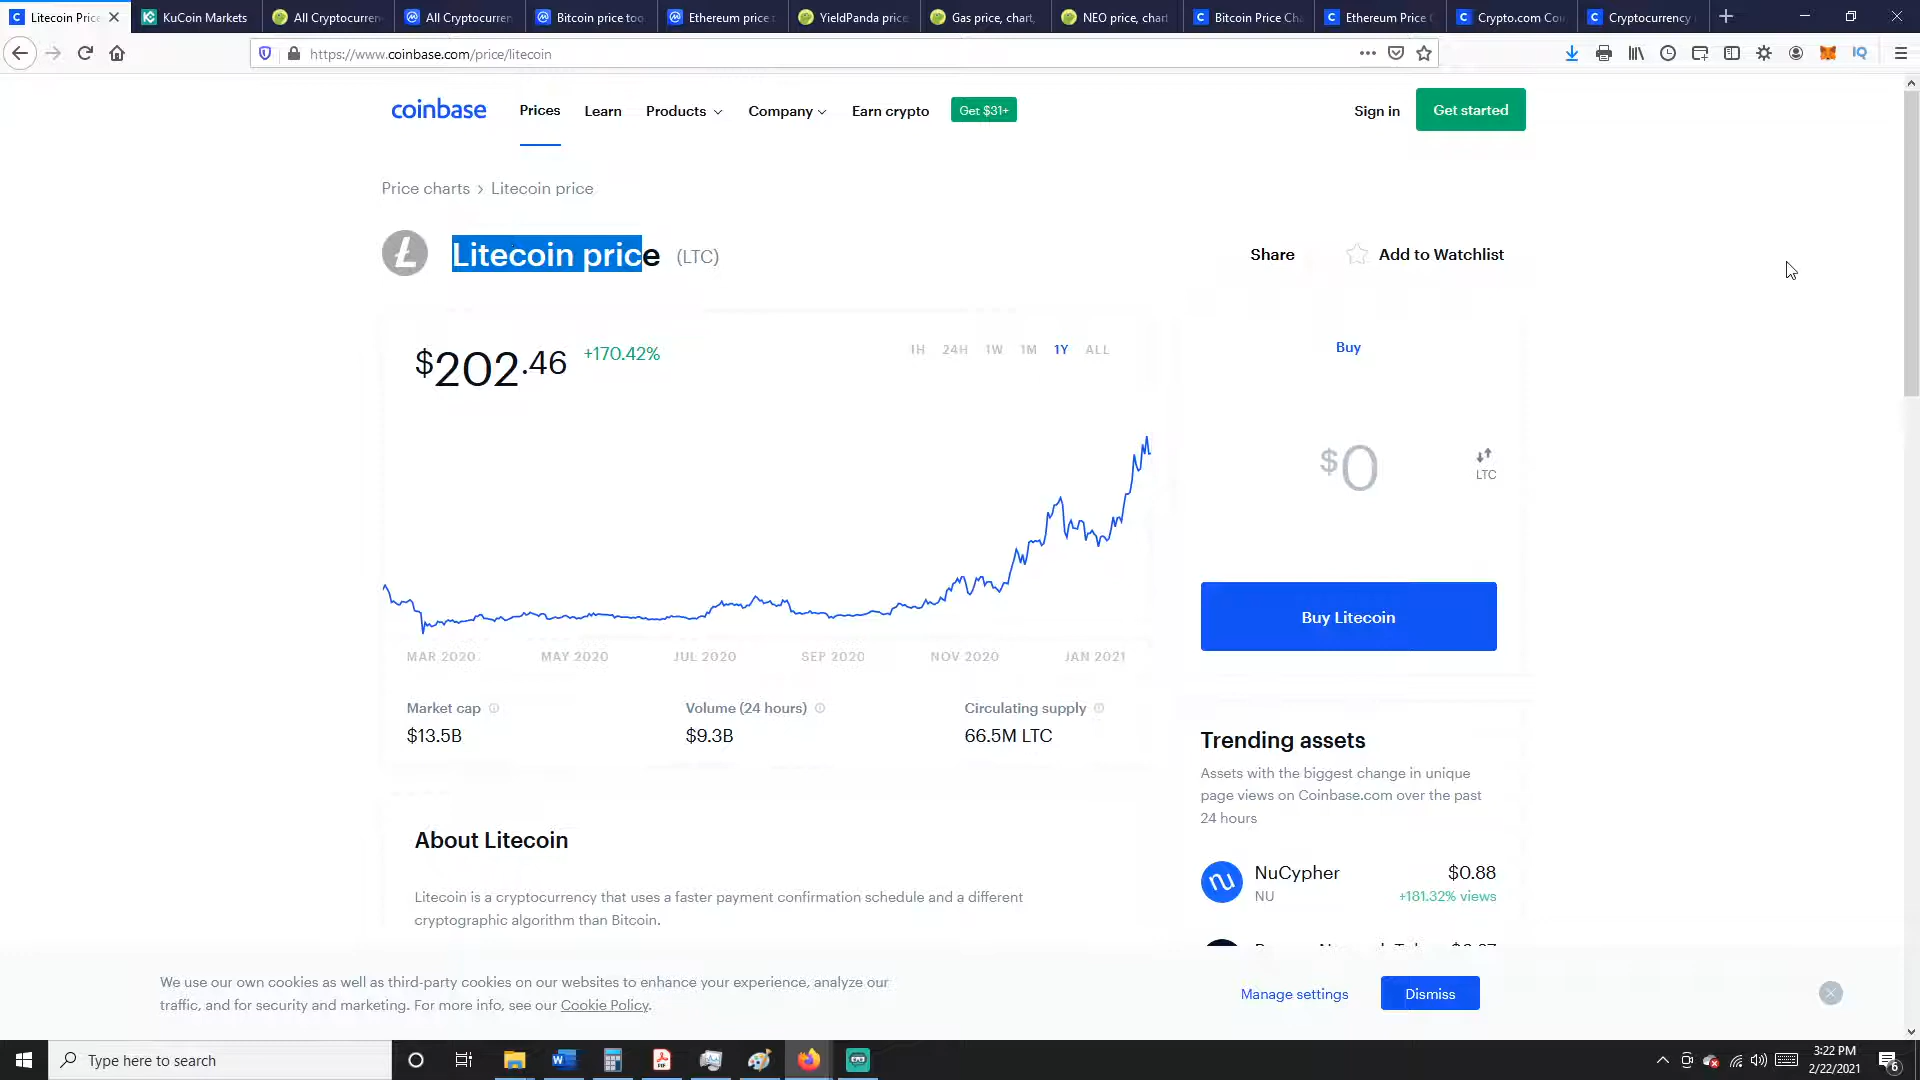 Litecoin Price
KuCoin Markets
All Cryptocurren
All Cryptocurren
Bitcoin price too
Ethereum price t
YieldPanda price
Gas price, chart,
NEO price, chart
Bitcoin Price Cha
Ethereum Price C
Crypto.com Coi
Cryptocurrency
https://www.coinbase.com/price/litecoin
coinbase
Prices
Learn
Products
Company
Earn crypto
Get $31+
Sign in
Get started
Price charts › Litecoin price
Litecoin price (LTC)
Share
Add to Watchlist
$202.46 +170.42%
1H 24H 1W 1M 1Y ALL
MAR 2020 MAY 2020 JUL 2020 SEP 2020 NOV 2020 JAN 2021
Market cap
$13.5B
Volume (24 hours)
$9.3B
Circulating supply
66.5M LTC
Buy
$0
LTC
Buy Litecoin
About Litecoin
Litecoin is a cryptocurrency that uses a faster payment confirmation schedule and a different
cryptographic algorithm than Bitcoin.
Trending assets
Assets with the biggest change in unique
page views on Coinbase.com over the past
24 hours
NuCypher $0.88
NU +181.32% views
We use our own cookies as well as third-party cookies on our websites to enhance your experience, analyze our
traffic, and for security and marketing. For more info, see our Cookie Policy.
Manage settings
Dismiss
Type here to search
3:22 PM
2/22/2021
6